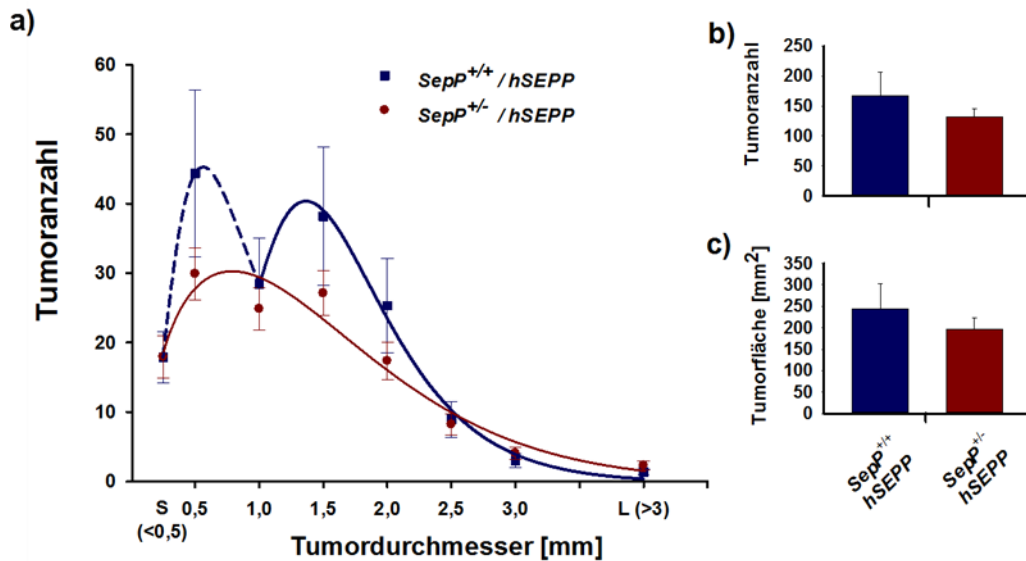 a)
Tumoranzahl
60
50
40
30
20
10
0
SepP+/+ / hSEPP
SepP+/- / hSEPP
S 0,5 1,0 1,5 2,0 2,5 3,0 L (>3)
(<0,5)
Tumordurchmesser [mm]
b)
Tumoranzahl
250
200
150
100
50
0
c)
Tumorfläche [mm2]
350
300
250
200
150
100
50
0
SepP+/+
hSEPP
SepP+/-
hSEPP